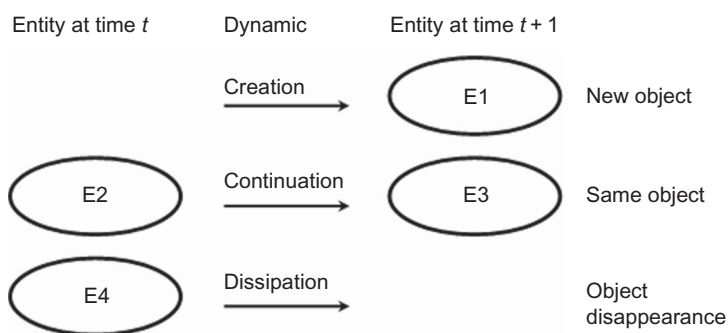 Entity at time t Dynamic Entity at time t + 1
Creation E1 New object
E2 Continuation E3 Same object
E4 Dissipation Object
disappearance